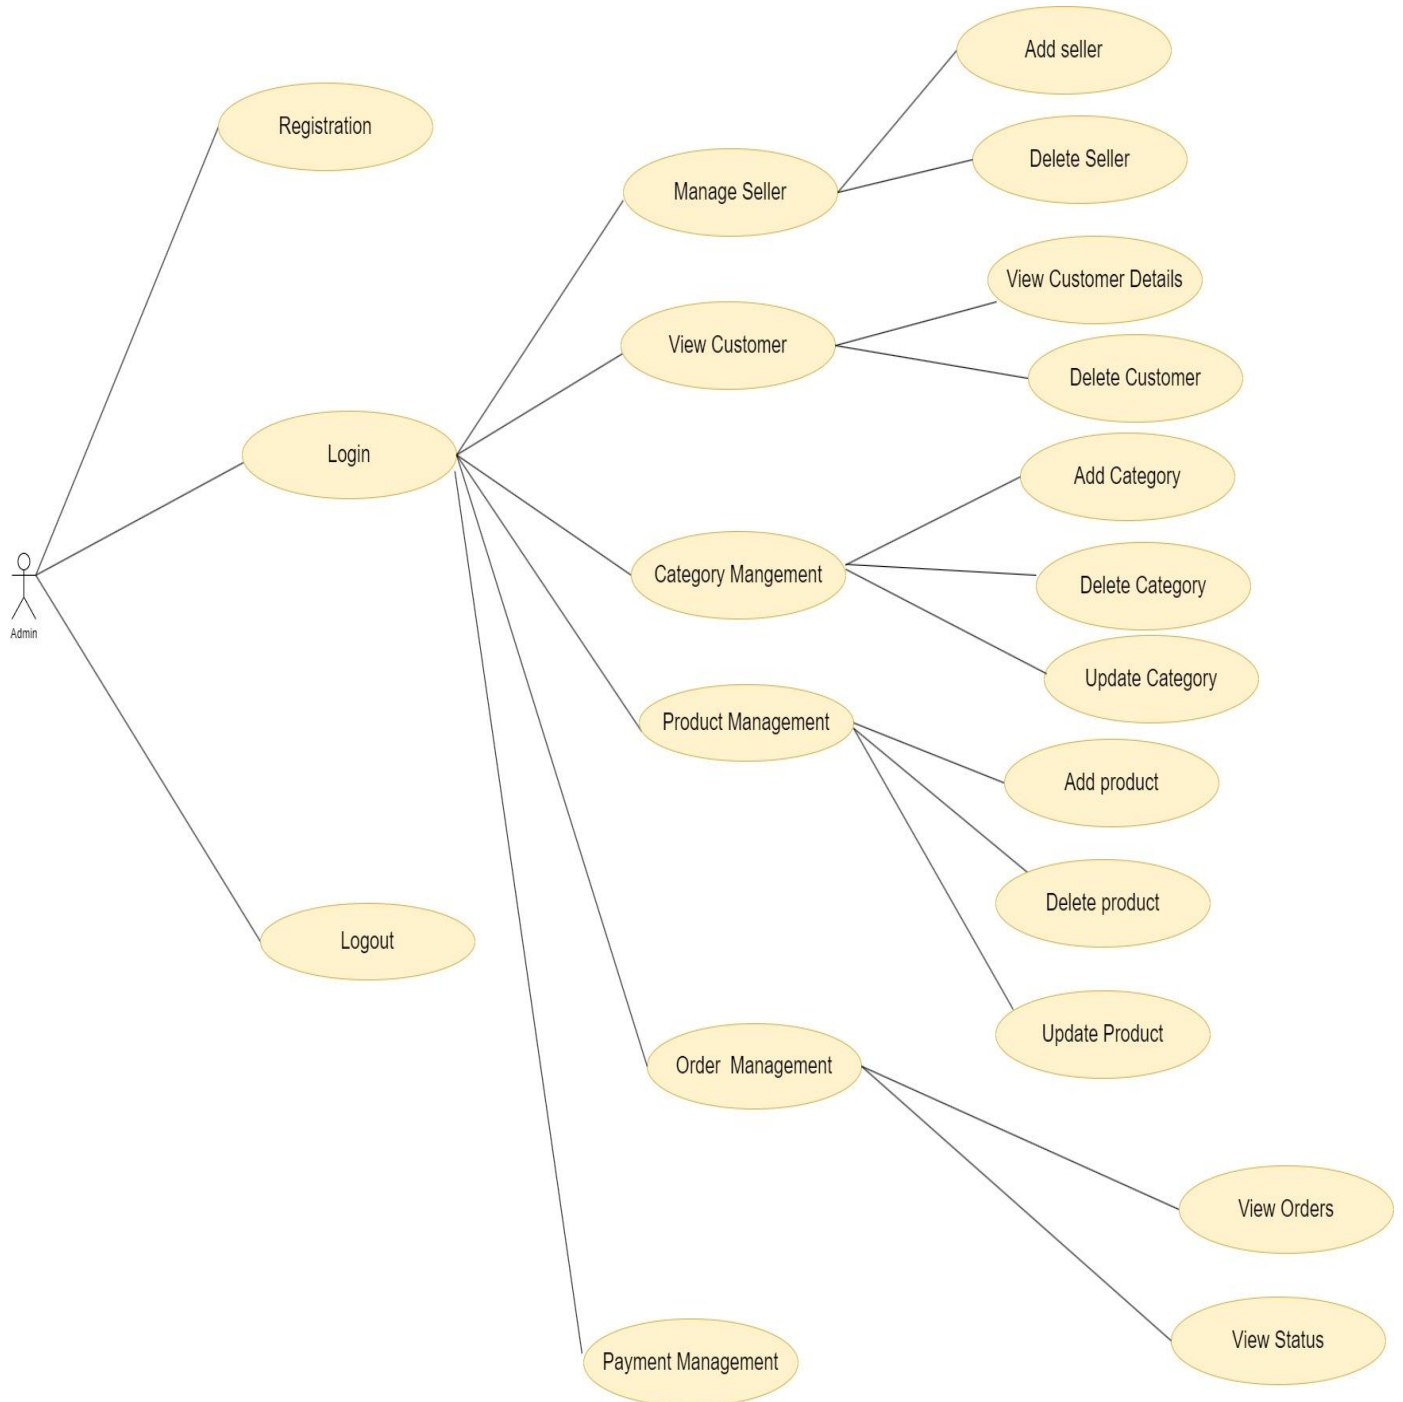 Add seller
Registration
Delete Seller
Manage Seller
View Customer Details
View Customer
Delete Customer
Login
Add Category
Category Mangement
Delete Category
Admin
Update Category
Product Management
Add product
Delete product
Logout
Update Product
Order  Management
View Orders
View Status
Payment Management